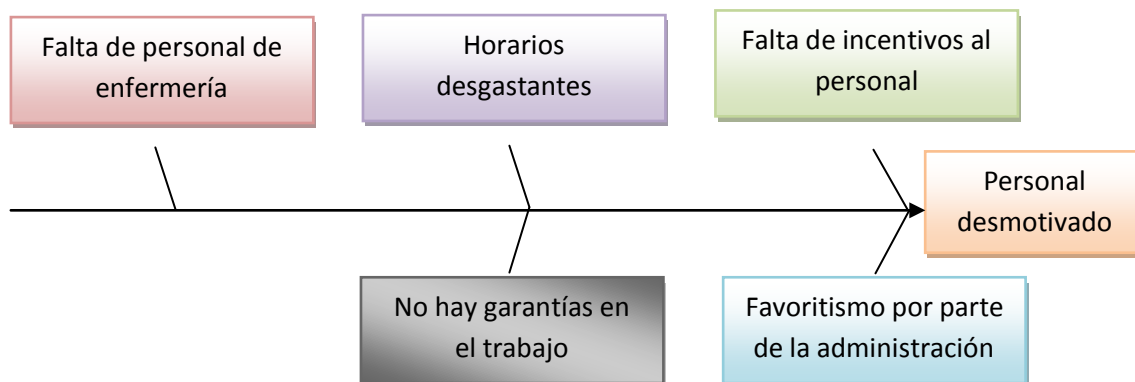 Falta de personal de
enfermería
Horarios
desgastantes
Falta de incentivos al
personal
Personal
desmotivado
No hay garantías en
el trabajo
Favoritismo por parte
de la administración